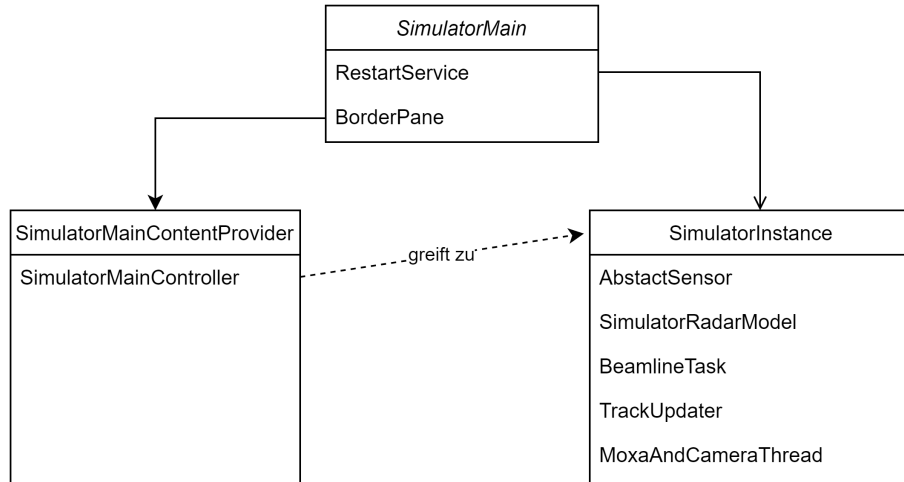 SimulatorMain
RestartService
BorderPane
SimulatorMainContentProvider
SimulatorMainController
greift zu
SimulatorInstance
AbstactSensor
SimulatorRadarModel
BeamlineTask
TrackUpdater
MoxaAndCameraThread